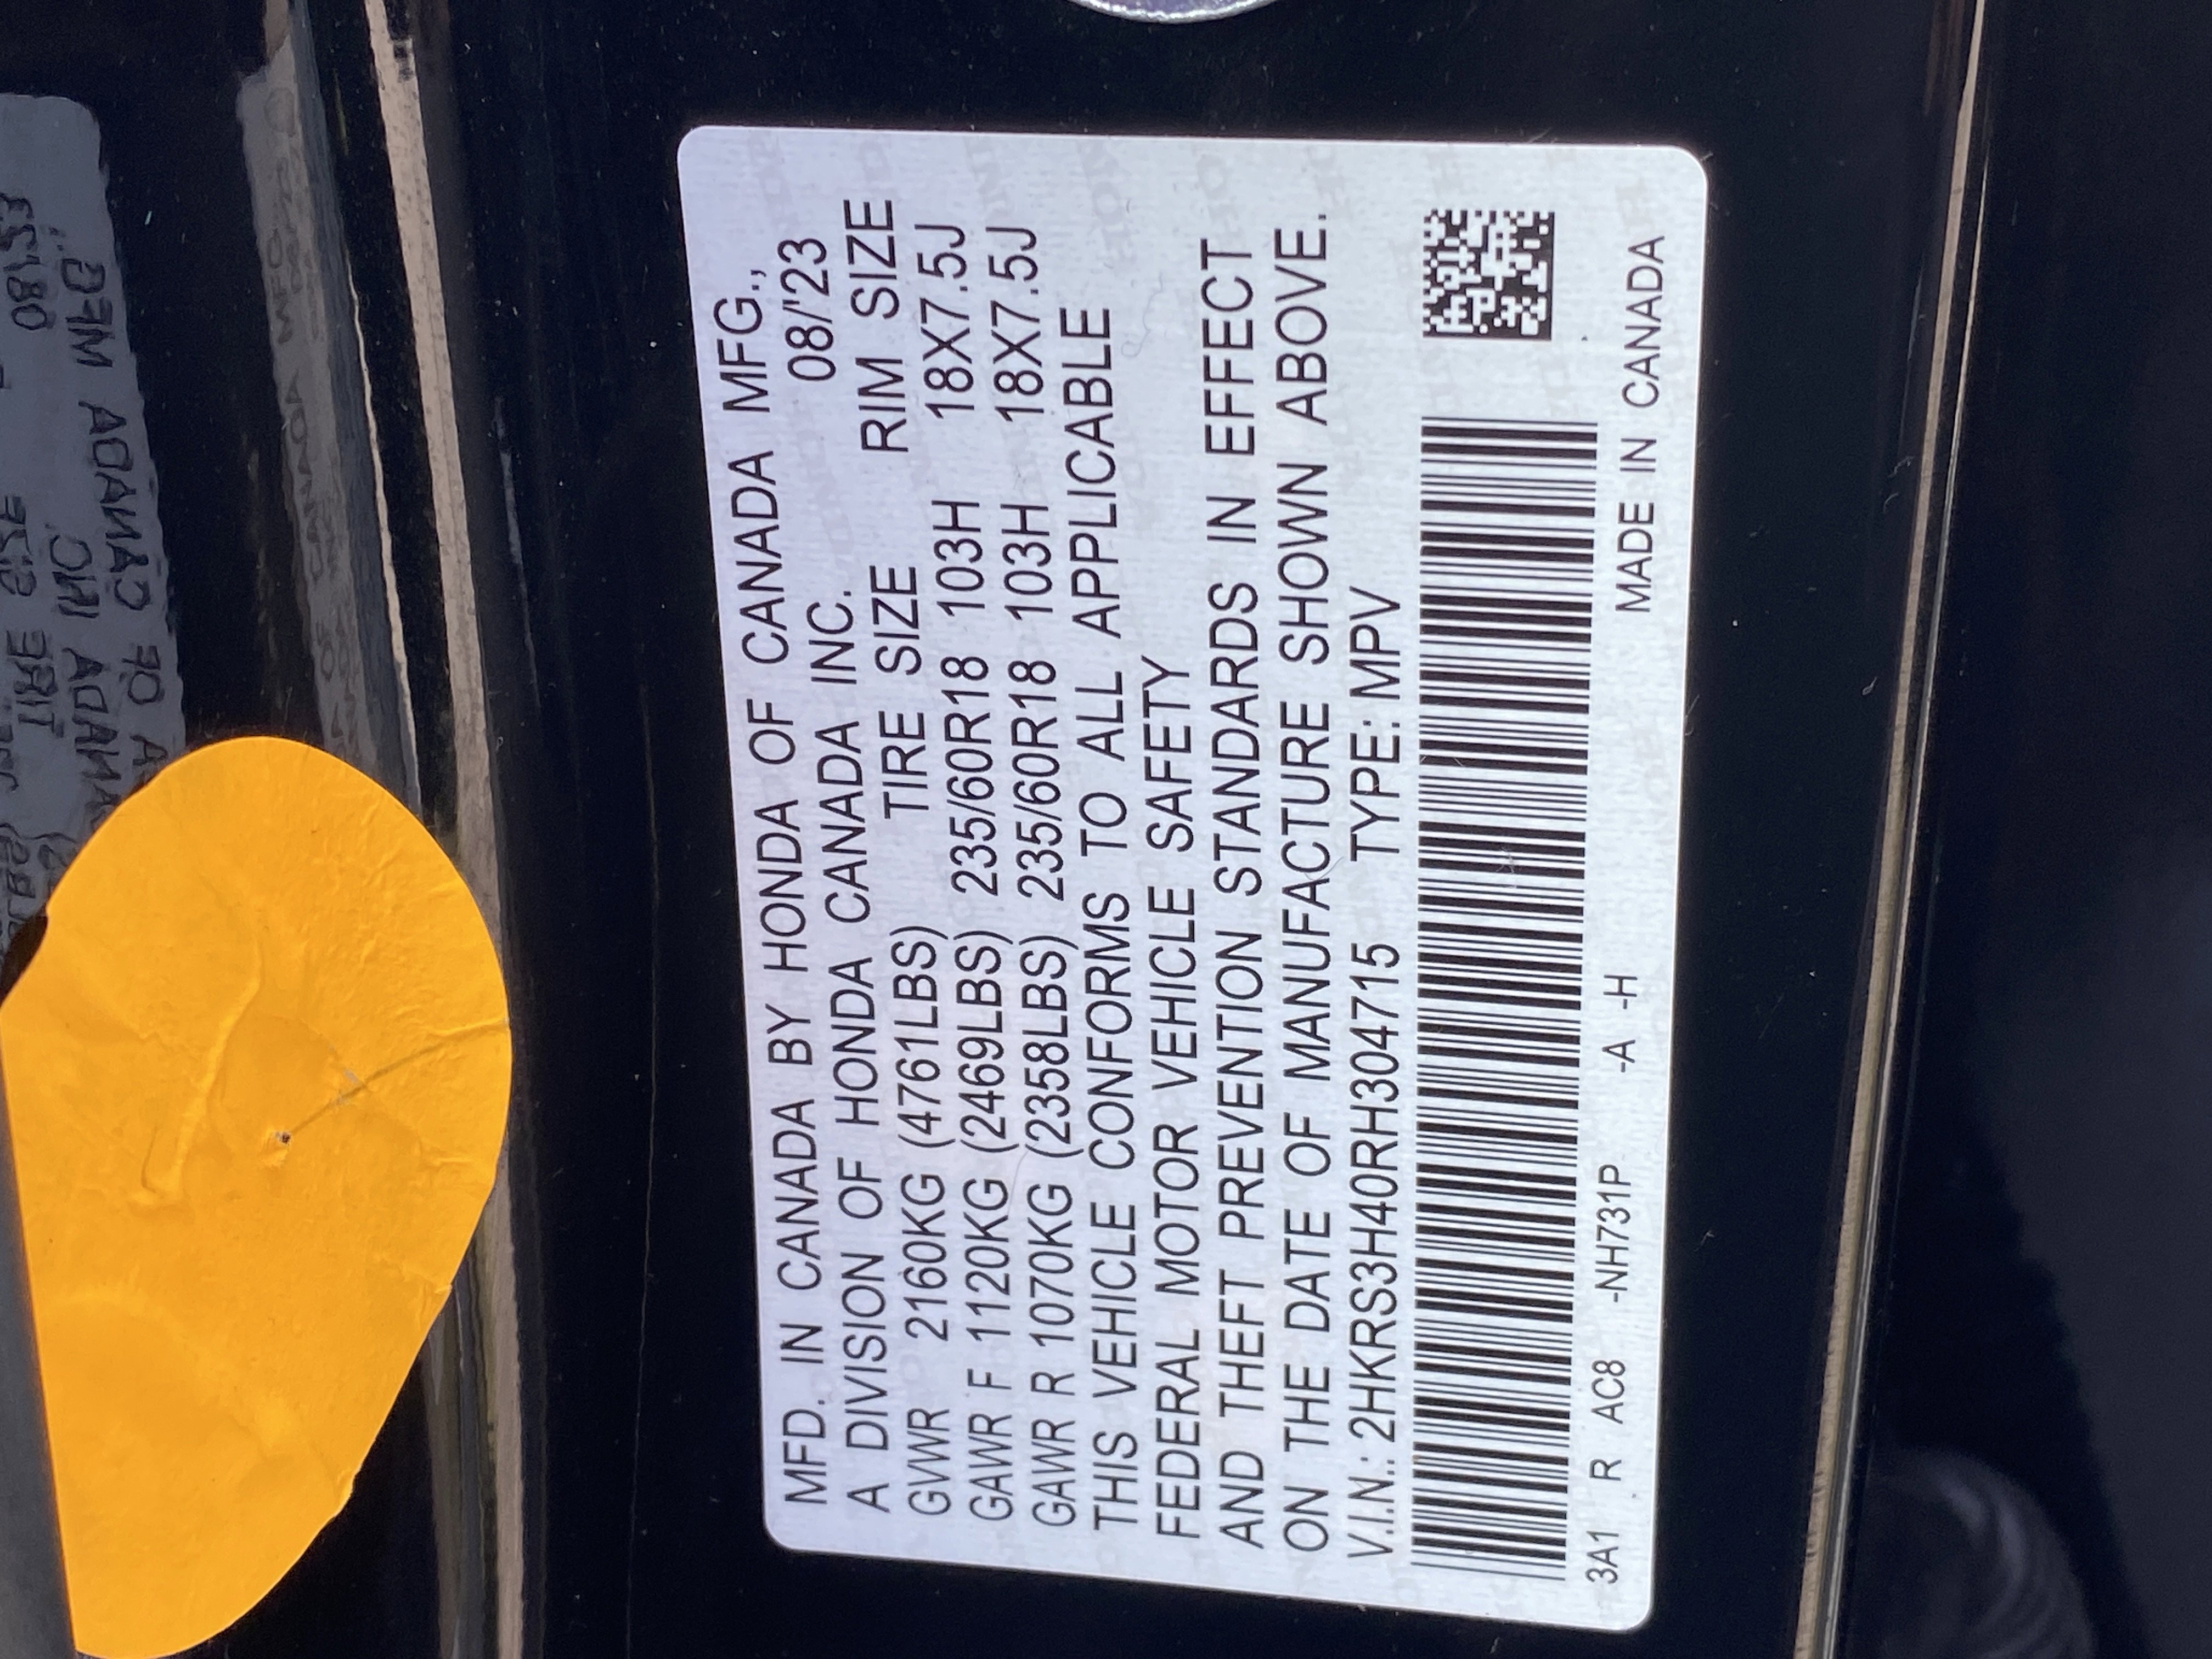 MFD. IN CANADA BY HONDA OF CANADA MFG.,
A DIVISION OF HONDA CANADA INC. 08/'23
TIRE SIZE RIM SIZE
GVWR 2160KG (4761LBS)
GAWR F 1120KG (2469LBS) 235/60R18 103H 18X7.5J
GAWR R 1070KG (2358LBS) 235/60R18 103H 18X7.5J
THIS VEHICLE CONFORMS TO ALL APPLICABLE
FEDERAL MOTOR VEHICLE SAFETY
AND THEFT PREVENTION STANDARDS IN EFFECT
ON THE DATE OF MANUFACTURE SHOWN ABOVE.
V.I.N.: 2HKRS3H40RH304715 TYPE: MPV
3A1 R AC8 -NH731P -A -H MADE IN CANADA